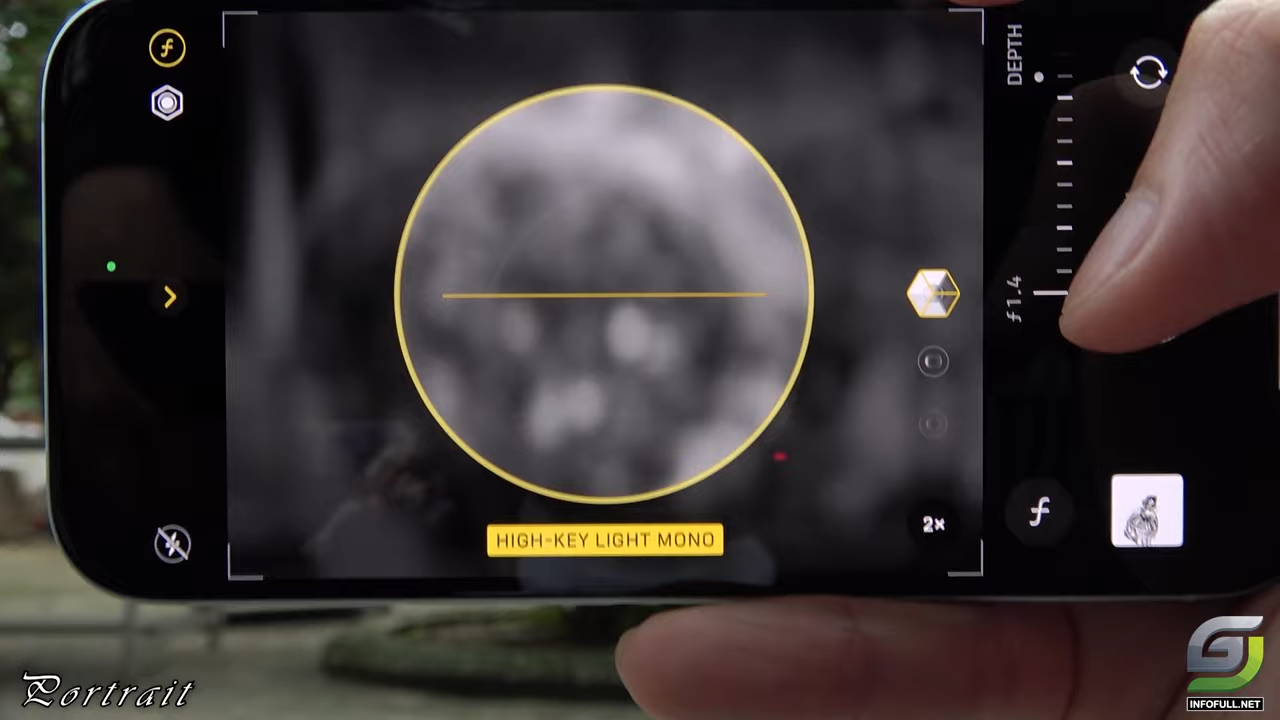 DEPTH
ƒ1.4
HIGH-KEY LIGHT MONO
2×
ƒ
Portrait
INFOFULL.NET